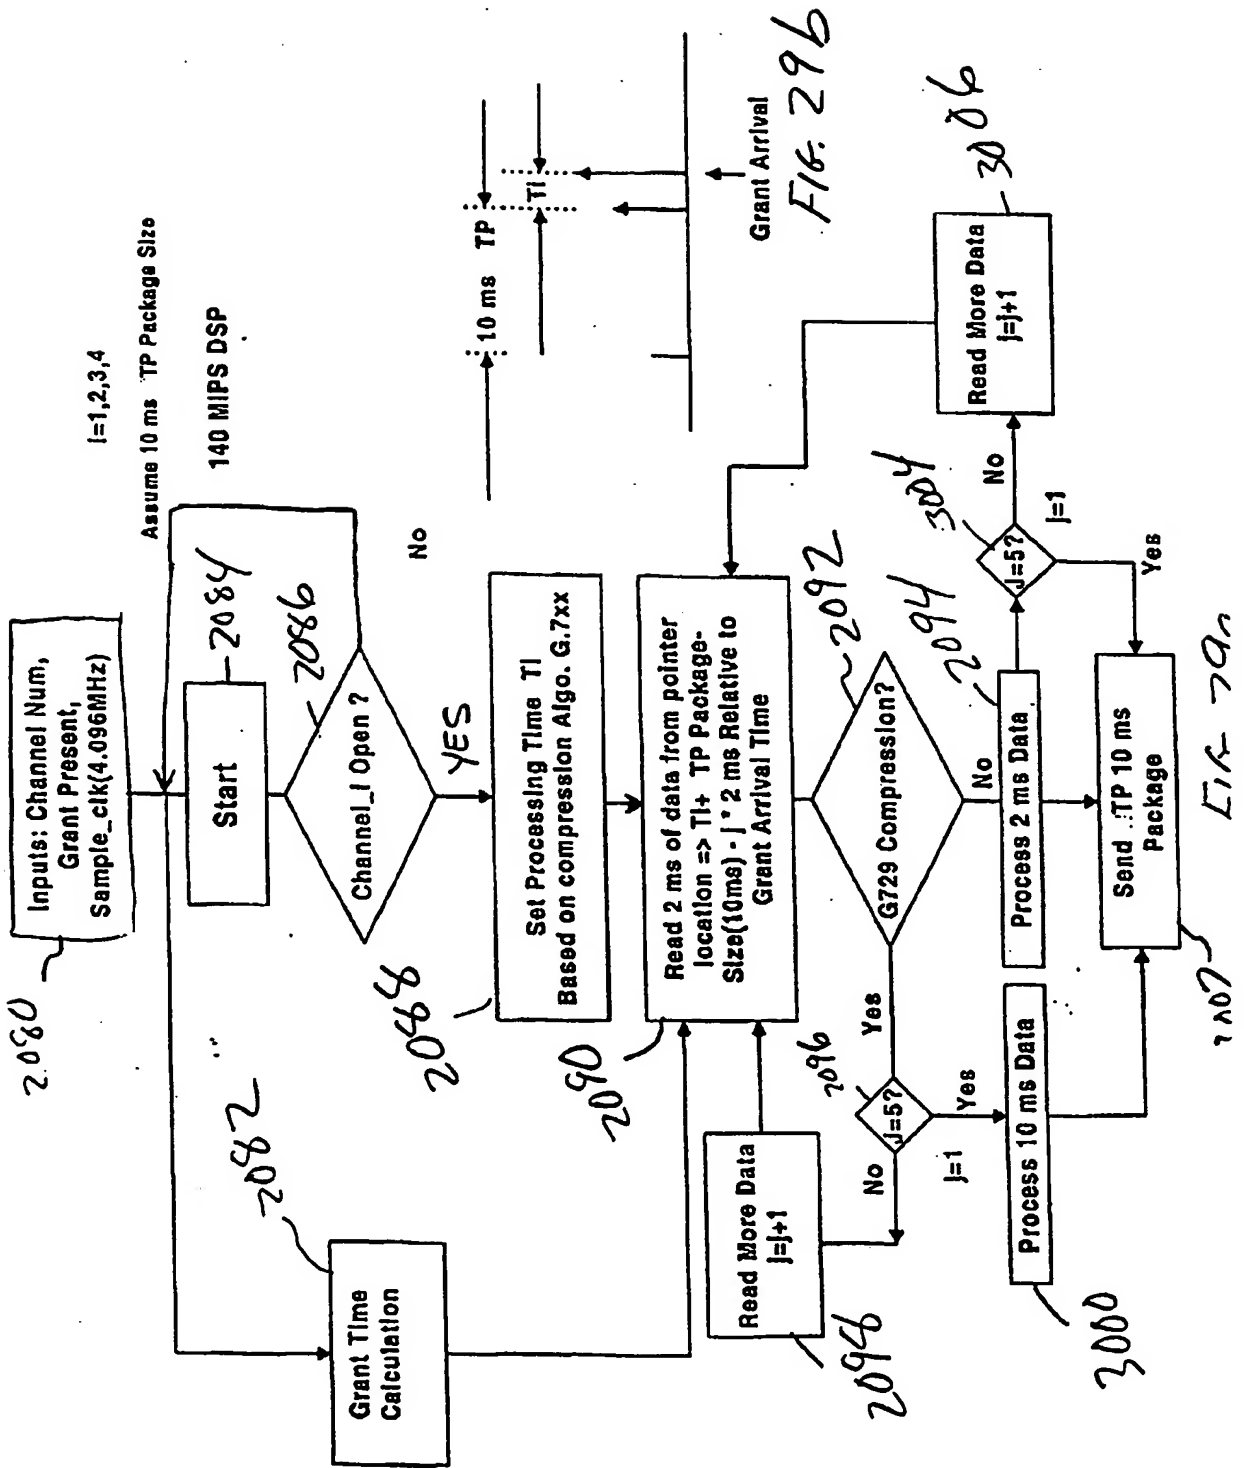 2080
Inputs: Channel Num,
Grant Present,
Sample_clk(4.096MHz)
I=1,2,3,4
Assume 10 ms TP Package Size
140 MIPS DSP
2082
Grant Time
Calculation
Start
2084
Channel_I Open ?
2086
No
YES
2088
Set Processing Time TI
Based on compression Algo. G.7xx
10 ms TP
TI
Grant Arrival
FIG. 29b
2090
Read 2 ms of data from pointer
location => TI+ TP Package-
Size(10ms) - j * 2 ms Relative to
Grant Arrival Time
G729 Compression?
2092
Yes
No
2096
J=5?
No
Yes
j=1
2098
Read More Data
j=j+1
3000
Process 10 ms Data
2094
Process 2 ms Data
3004
J=5?
No
j=1
Yes
3006
Read More Data
j=j+1
Send TP 10 ms
Package